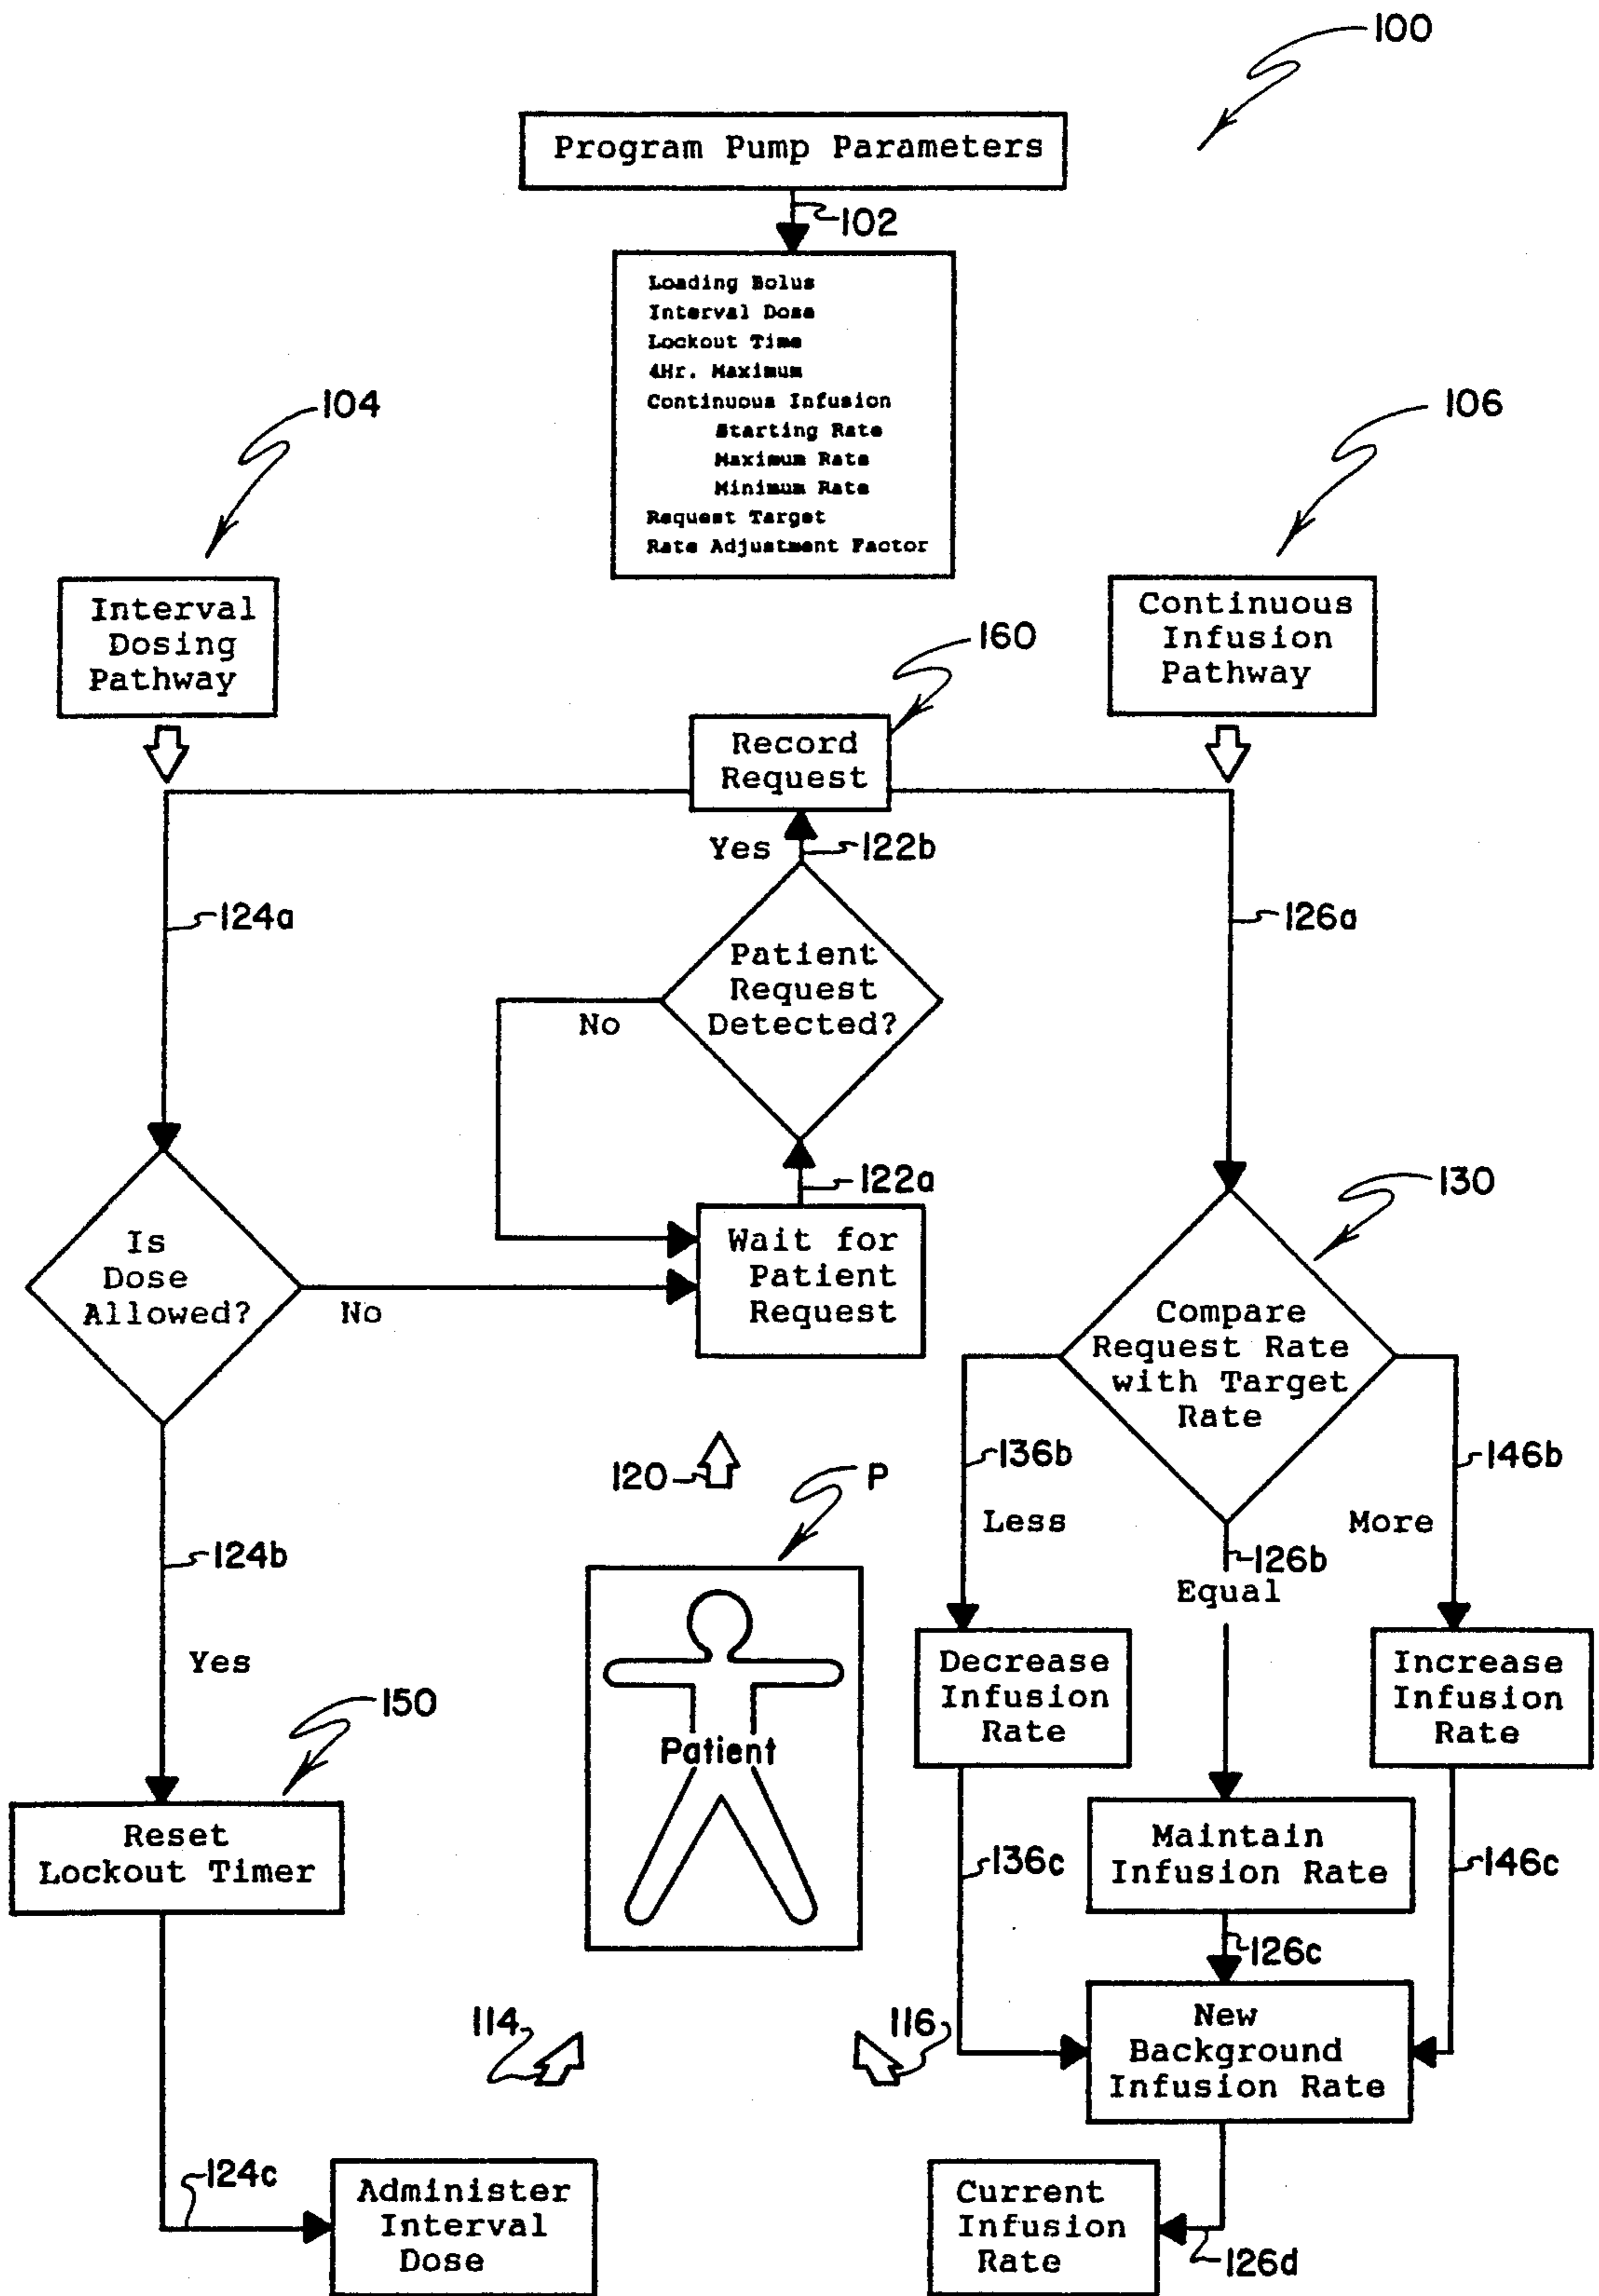 100
Program Pump Parameters
102
Loading Bolus
Interval Dose
Lockout Time
4Hr. Maximum
Continuous Infusion
Starting Rate
Maximum Rate
Minimum Rate
Request Target
Rate Adjustment Factor
104
106
Interval
Dosing
Pathway
Continuous
Infusion
Pathway
160
Record
Request
Yes
122b
124a
126a
Patient
Request
Detected?
No
122a
130
Is
Dose
Allowed?
No
Wait for
Patient
Request
Compare
Request Rate
with Target
Rate
136b
146b
120
P
Less
More
124b
126b
Equal
Yes
150
Decrease
Infusion
Rate
Increase
Infusion
Rate
Patient
Reset
Lockout Timer
Maintain
Infusion Rate
136c
146c
126c
114
116
New
Background
Infusion Rate
124c
Administer
Interval
Dose
Current
Infusion
Rate
126d